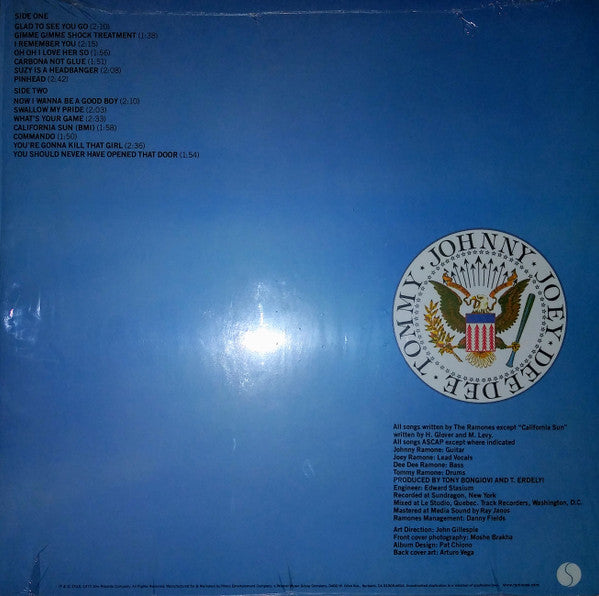 SIDE ONE
GLAD TO SEE YOU GO (2:10)
GIMME GIMME SHOCK TREATMENT (1:38)
I REMEMBER YOU (2:15)
OH OH I LOVE HER SO (1:56)
CARBONA NOT GLUE (1:51)
SUZY IS A HEADBANGER (2:08)
PINHEAD (2:42)
SIDE TWO
NOW I WANNA BE A GOOD BOY (2:10)
SWALLOW MY PRIDE (2:03)
WHAT'S YOUR GAME (2:33)
CALIFORNIA SUN (BMI) (1:58)
COMMANDO (1:50)
YOU'RE GONNA KILL THAT GIRL (2:36)
YOU SHOULD NEVER HAVE OPENED THAT DOOR (1:54)
TOMMY · JOHNNY · JOEY · DEE DEE ·
All songs written by The Ramones except "California Sun"
written by H. Glover and M. Levy.
All songs ASCAP except where indicated
Johnny Ramone: Guitar
Joey Ramone: Lead Vocals
Dee Dee Ramone: Bass
Tommy Ramone: Drums
PRODUCED BY TONY BONGIOVI AND T. ERDELYI
Engineer: Edward Stasium
Recorded at Sundragon, New York
Mixed at Le Studio, Quebec. Track Recorders, Washington, D.C.
Mastered at Media Sound by Ray Janos
Ramones Management: Danny Fields
Art Direction: John Gillespie
Front cover photography: Moshe Brakha
Album Design: Pat Chiono
Back cover art: Arturo Vega